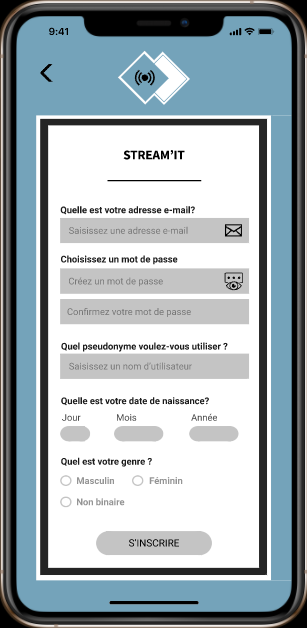 9:41
STREAM'IT
Quelle est votre adresse e-mail?
Saisissez une adresse e-mail
Choisissez un mot de passe
Créez un mot de passe
Confirmez votre mot de passe
Quel pseudonyme voulez-vous utiliser ?
Saisissez un nom d'utilisateur
Quelle est votre date de naissance?
Jour Mois Année
Quel est votre genre ?
Masculin Féminin
Non binaire
S'INSCRIRE